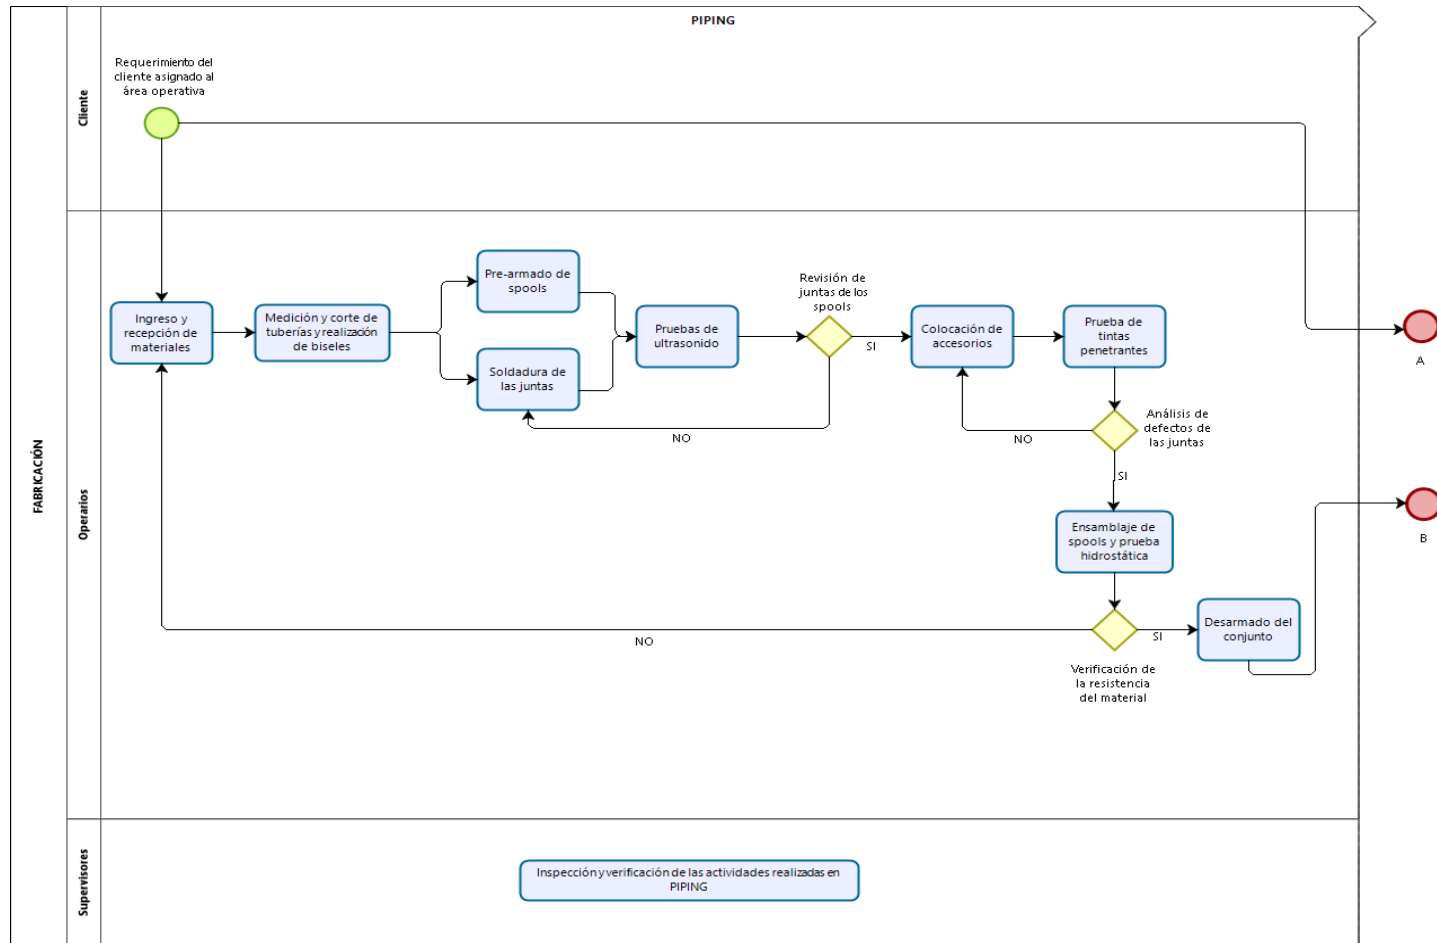 PIPING
FABRICACIÓN
Cliente
Requerimiento del
cliente asignado al
área operativa
Operarios
Ingreso y
recepción de
materiales
Medición y corte de
tuberías y realización
de biseles
Pre-armado de
spools
Soldadura de
las juntas
Pruebas de
ultrasonido
Revisión de
juntas de los
spools
SI
NO
Colocación de
accesorios
Prueba de
tintas
penetrantes
Análisis de
defectos de
las juntas
NO
SI
Ensamblaje de
spools y prueba
hidrostática
NO
SI
Verificación de
la resistencia
del material
Desarmado del
conjunto
A
B
Supervisores
Inspección y verificación de las actividades realizadas en
PIPING